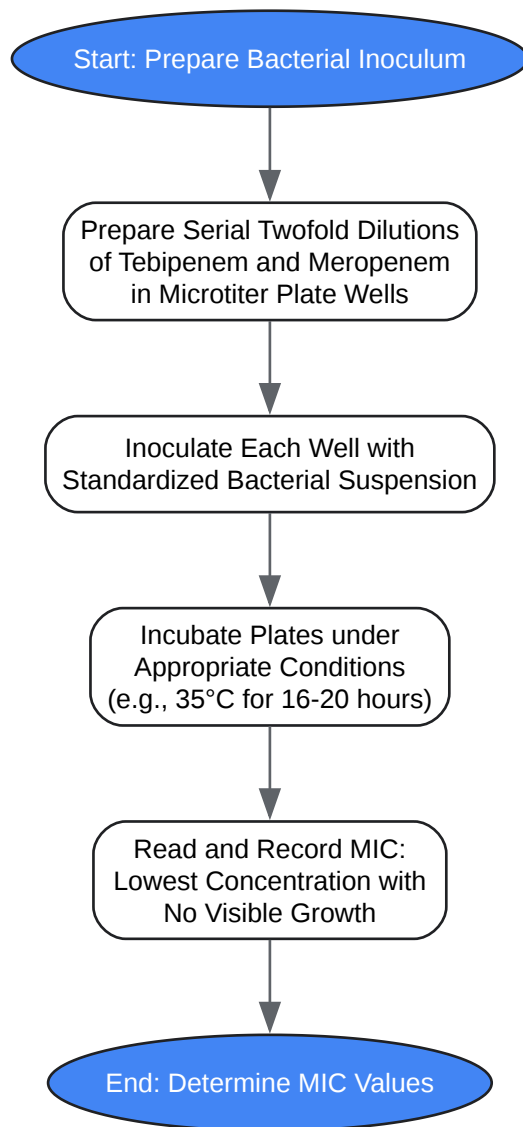 Start: Prepare Bacterial Inoculum
Prepare Serial Twofold Dilutions
of Tebipenem and Meropenem
in Microtiter Plate Wells
Inoculate Each Well with
Standardized Bacterial Suspension
Incubate Plates under
Appropriate Conditions
(e.g., 35°C for 16-20 hours)
Read and Record MIC:
Lowest Concentration with
No Visible Growth
End: Determine MIC Values